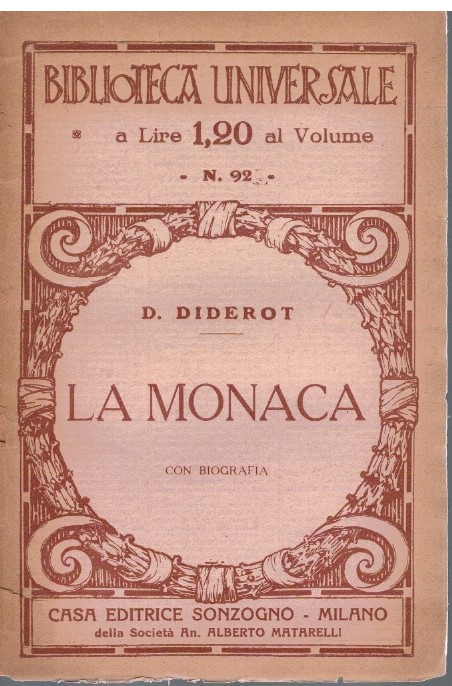 BIBLIOTECA UNIVERSALE
a Lire 1,20 al Volume
- N. 92 -
D. DIDEROT
LA MONACA
CON BIOGRAFIA
CASA EDITRICE SONZOGNO - MILANO
della Società An. ALBERTO MATARELLI